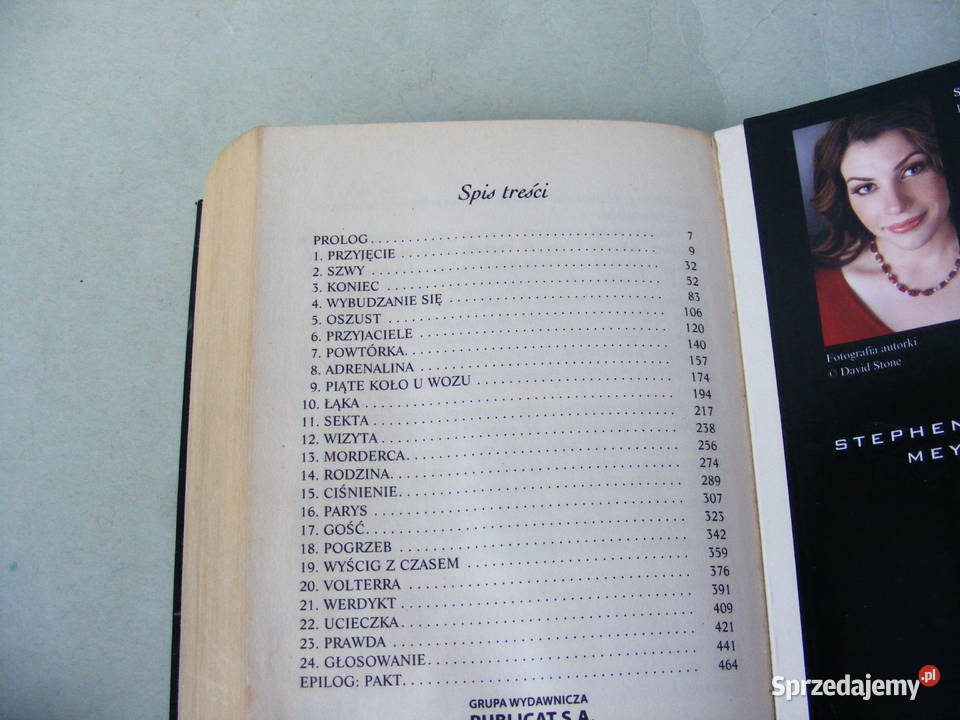 Spis treści
PROLOG 7
1. PRZYJĘCIE 9
2. SZWY 32
3. KONIEC 52
4. WYBUDZANIE SIĘ 83
5. OSZUST 106
6. PRZYJACIELE 120
7. POWTÓRKA 140
8. ADRENALINA 157
9. PIĄTE KOŁO U WOZU 174
10. ŁĄKA 194
11. SEKTA 217
12. WIZYTA 238
13. MORDERCA 256
14. RODZINA 274
15. CIŚNIENIE 289
16. PARYS 307
17. GOŚĆ 323
18. POGRZEB 342
19. WYŚCIG Z CZASEM 359
20. VOLTERRA 376
21. WERDYKT 391
22. UCIECZKA 409
23. PRAWDA 421
24. GŁOSOWANIE 441
EPILOG: PAKT 464
GRUPA WYDAWNICZA
PUBLICAT S.A.
Fotografia autorki
© David Stone
STEPHEN
MEY
Sprzedajemy.pl